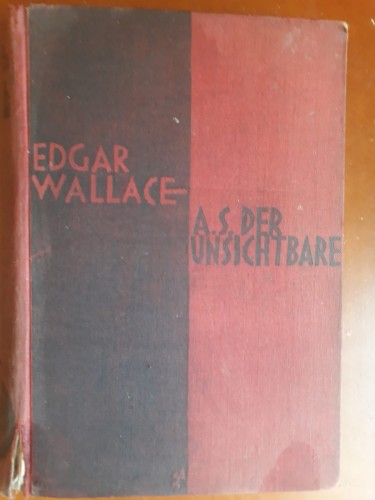 EDGAR
WALLACE–
A.S. DER
UNSICHTBARE